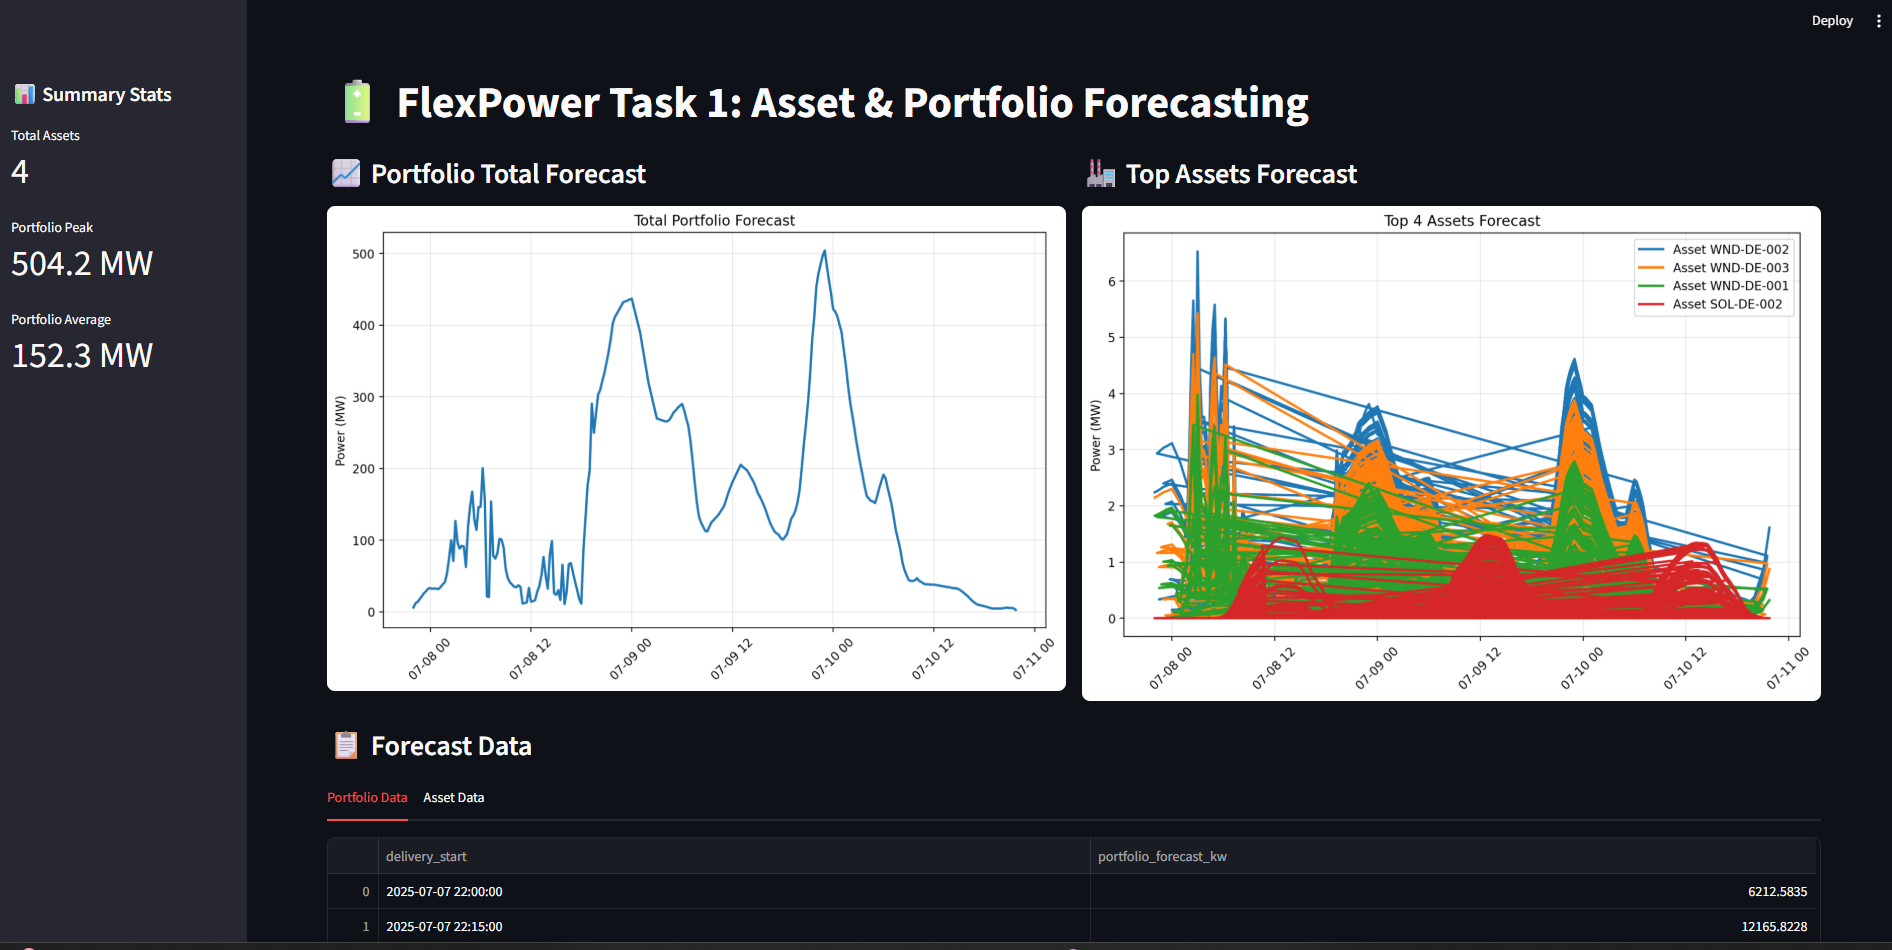 Deploy
Summary Stats
Total Assets
4
Portfolio Peak
504.2 MW
Portfolio Average
152.3 MW
FlexPower Task 1: Asset & Portfolio Forecasting
Portfolio Total Forecast
Total Portfolio Forecast
Power (MW)
500
400
300
200
100
0
07-08 00
07-08 12
07-09 00
07-09 12
07-10 00
07-10 12
07-11 00
Top Assets Forecast
Top 4 Assets Forecast
Asset WND-DE-002
Asset WND-DE-003
Asset WND-DE-001
Asset SOL-DE-002
Power (MW)
6
5
4
3
2
1
0
07-08 00
07-08 12
07-09 00
07-09 12
07-10 00
07-10 12
07-11 00
Forecast Data
Portfolio Data Asset Data
delivery_start portfolio_forecast_kw
0 2025-07-07 22:00:00 6212.5835
1 2025-07-07 22:15:00 12165.8228